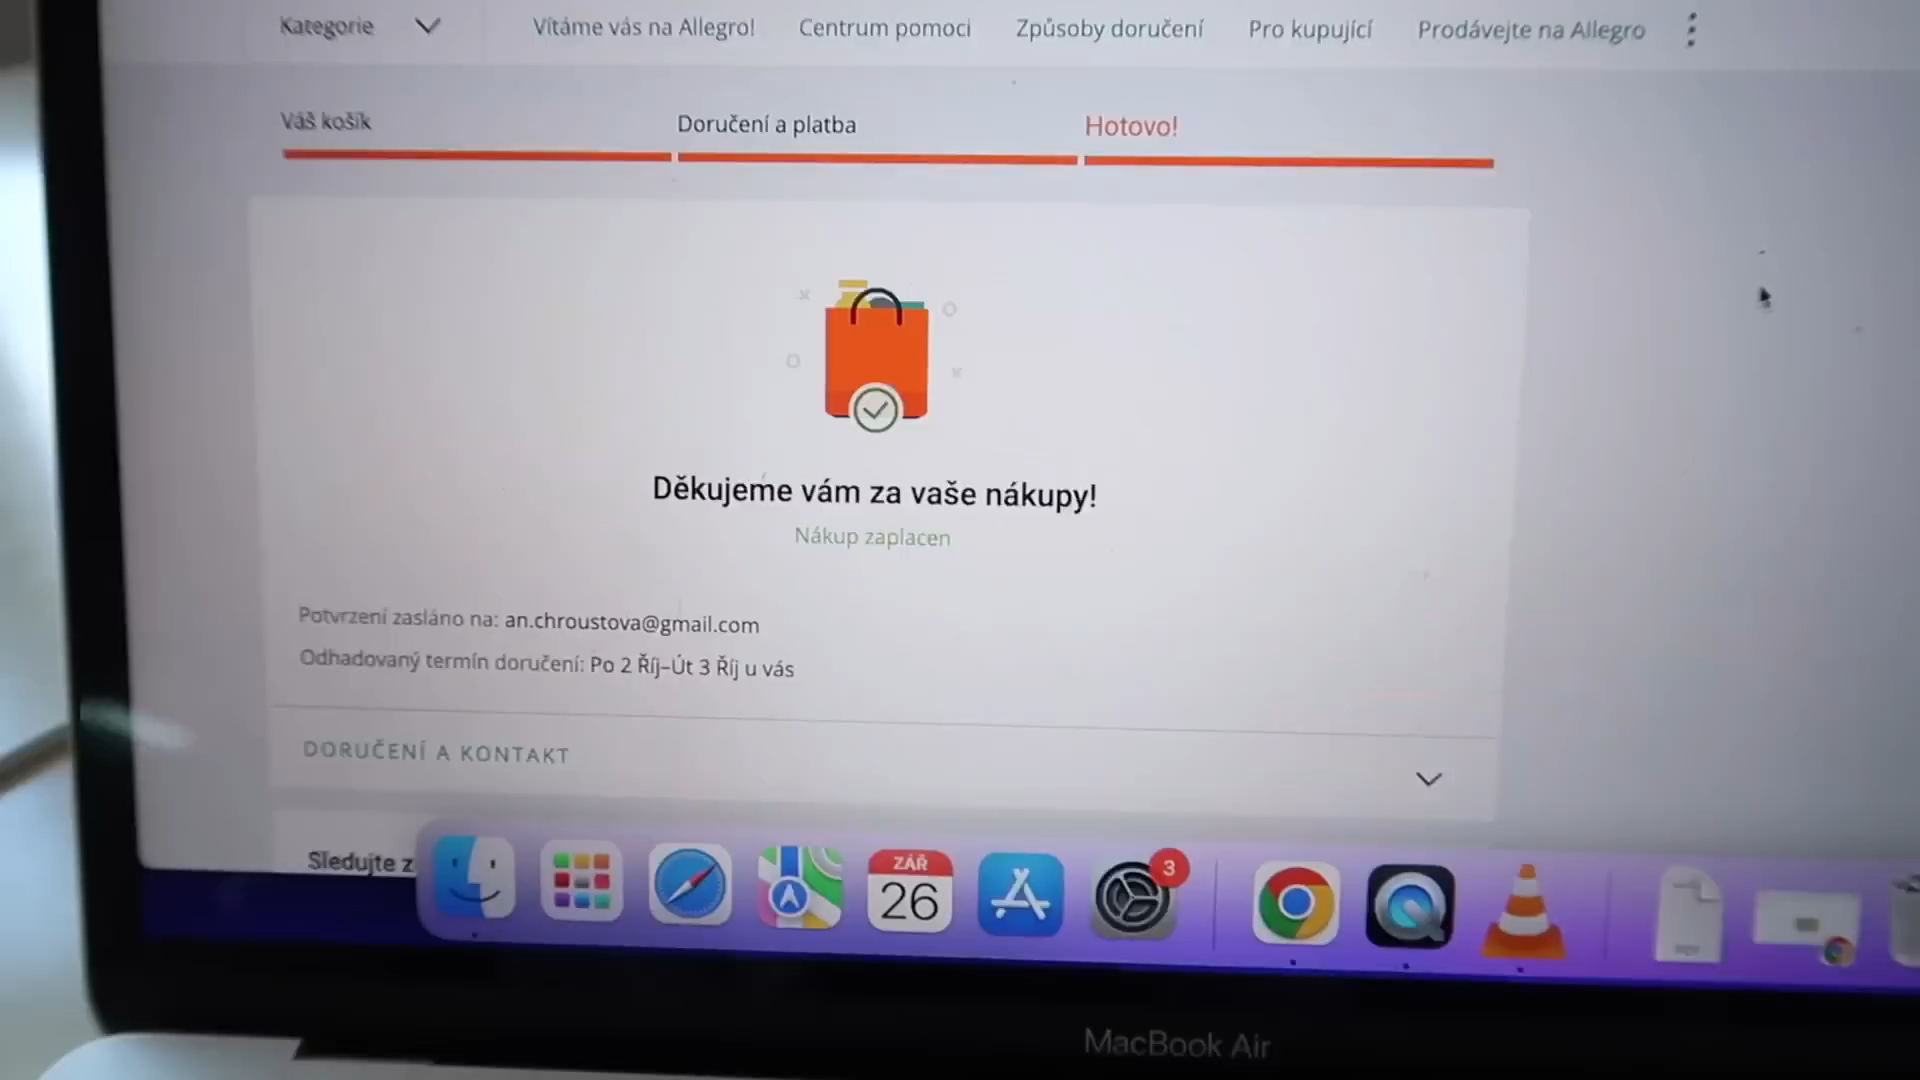 Kategorie
Vítáme vás na Allegro!
Centrum pomoci
Způsoby doručení
Pro kupující
Prodávejte na Allegro
Váš košík
Doručení a platba
Hotovo!
Děkujeme vám za vaše nákupy!
Nákup zaplacen
Potvrzení zasláno na: an.chroustova@gmail.com
Odhadovaný termín doručení: Po 2 Říj–Út 3 Říj u vás
DORUČENÍ A KONTAKT
Sledujte
ZÁŘ
26
3
MacBook Air